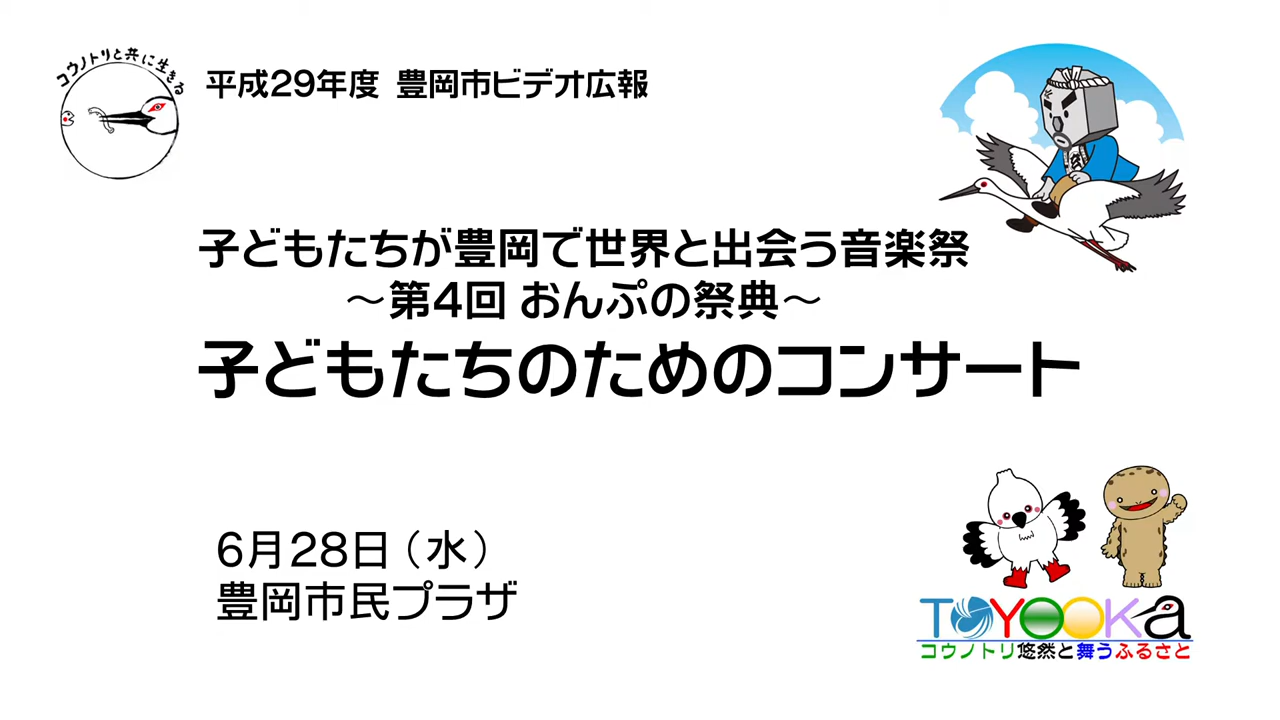 コウノトリと共に生きる
平成29年度 豊岡市ビデオ広報
子どもたちが豊岡で世界と出会う音楽祭
～第4回 おんぷの祭典～
子どもたちのためのコンサート
6月28日（水）
豊岡市民プラザ
TOYOOKa
コウノトリ悠然と舞うふるさと